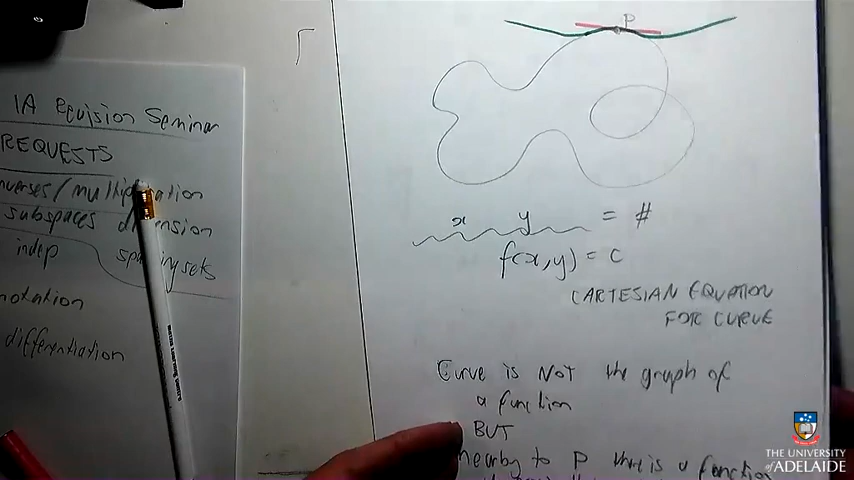 1A Revision Seminar
REQUESTS
nverses/multiplication
subspaces dimension
indep spanning sets
notation
differentiation
P
x y = #
f(x,y) = c
CARTESIAN EQUATION
FOR CURVE
Curve is NOT the graph of
a function
BUT
nearby to P there is a function
THE UNIVERSITY
of ADELAIDE